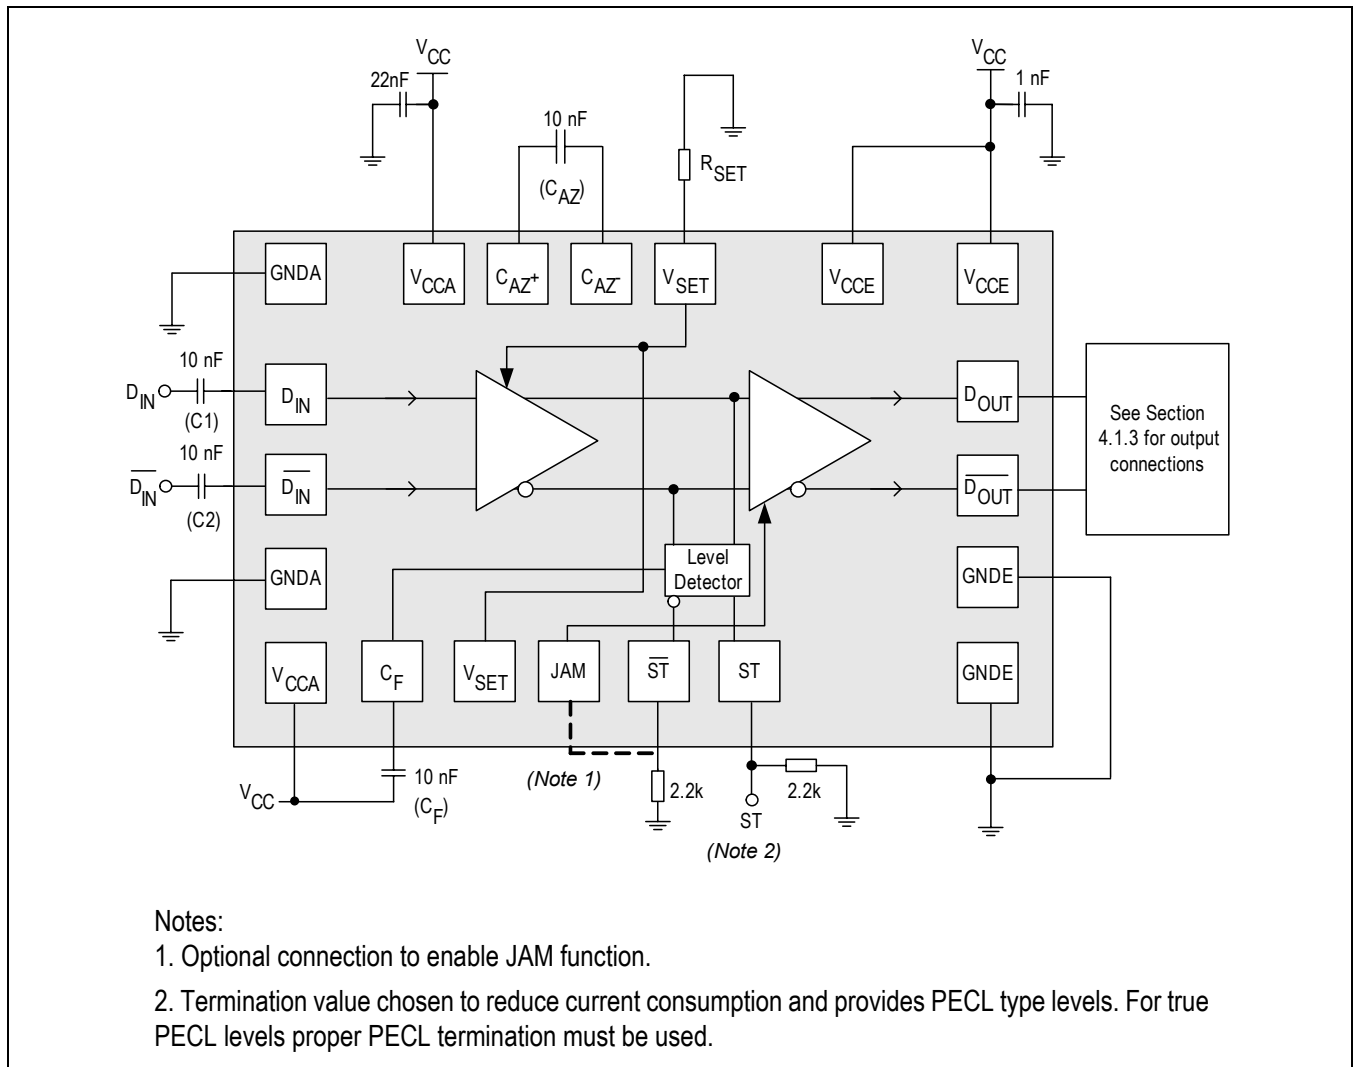 VCC
22nF
10 nF
(CAZ)
RSET
VCC
1 nF
GNDA
VCCA
CAZ+
CAZ-
VSET
VCCE
VCCE
10 nF
DIN
(C1)
DIN
DOUT
See Section
4.1.3 for output
connections
10 nF
D̅I̅N̅
(C2)
D̅I̅N̅
D̅O̅U̅T̅
GNDA
Level
Detector
GNDE
VCCA
CF
VSET
JAM
S̅T̅
ST
GNDE
VCC
10 nF
(CF)
(Note 1)
2.2k
2.2k
ST
(Note 2)
Notes:
1. Optional connection to enable JAM function.
2. Termination value chosen to reduce current consumption and provides PECL type levels. For true
PECL levels proper PECL termination must be used.